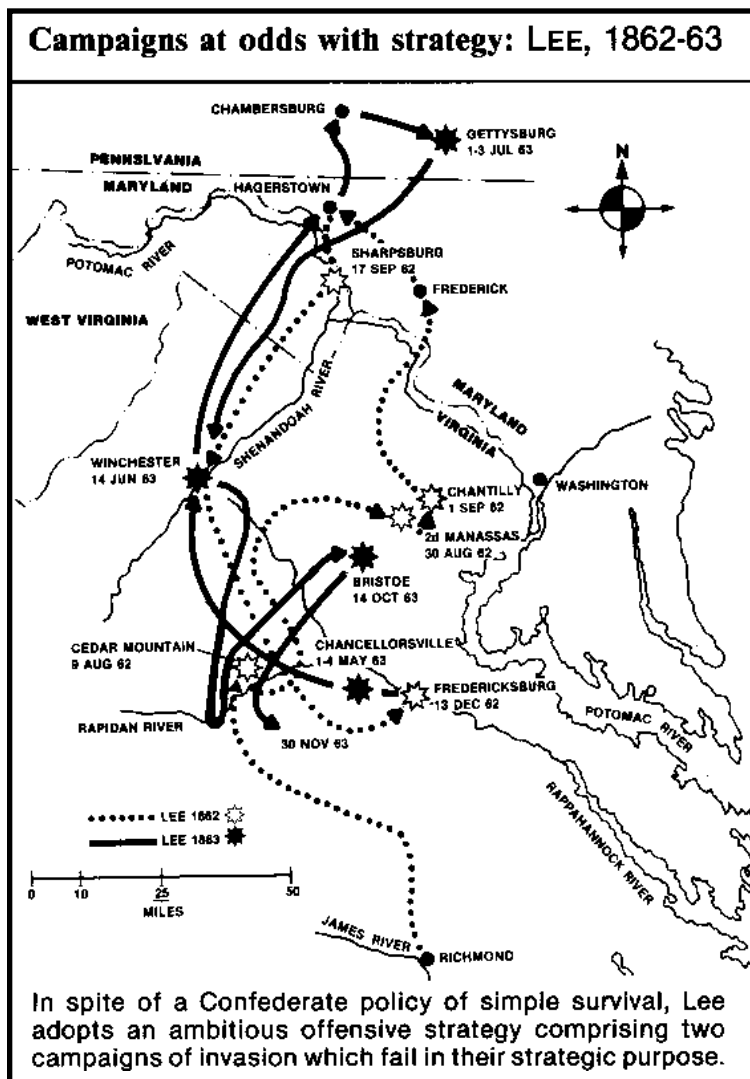 Campaigns at odds with strategy: LEE, 1862-63
CHAMBERSBURG
GETTYSBURG
1-3 JUL 63
PENNSLYVANIA
MARYLAND
HAGERSTOWN
N
POTOMAC RIVER
SHARPSBURG
17 SEP 62
FREDERICK
WEST VIRGINIA
SHENANDOAH RIVER
MARYLAND
VIRGINIA
WINCHESTER
14 JUN 63
CHANTILLY
1 SEP 62
WASHINGTON
2d MANASSAS
30 AUG 62
BRISTOE
14 OCT 63
CEDAR MOUNTAIN
9 AUG 62
CHANCELLORSVILLE
1-4 MAY 63
FREDERICKSBURG
13 DEC 62
RAPIDAN RIVER
30 NOV 63
POTOMAC
RIVER
RAPPAHANNOCK RIVER
LEE 1862
LEE 1863
0 10 25 50
MILES
JAMES RIVER
RICHMOND
In spite of a Confederate policy of simple survival, Lee
adopts an ambitious offensive strategy comprising two
campaigns of invasion which fail in their strategic purpose.